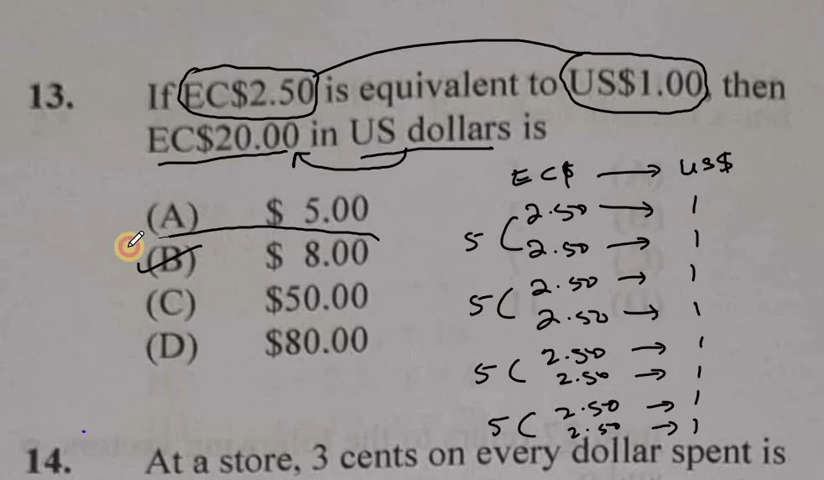 13. If EC$2.50 is equivalent to US$1.00, then
EC$20.00 in US dollars is
(A) $ 5.00
(B) $ 8.00
(C) $50.00
(D) $80.00
EC$ → US$
2.50 → 1
5 ( 2.50 → 1
2.50 → 1
5 ( 2.50 → 1
2.50 → 1
5 ( 2.50 → 1
2.50 → 1
5 ( 2.50 → 1
14. At a store, 3 cents on every dollar spent is